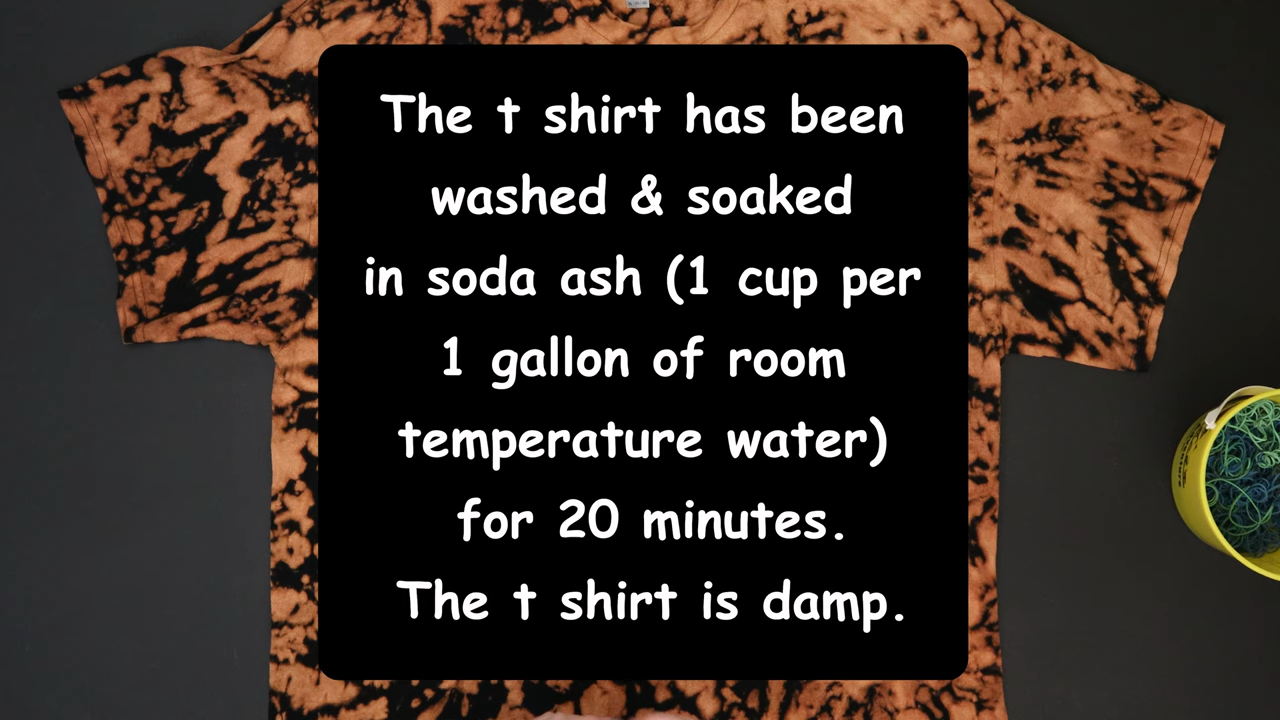 The t shirt has been
washed & soaked
in soda ash (1 cup per
1 gallon of room
temperature water)
for 20 minutes.
The t shirt is damp.